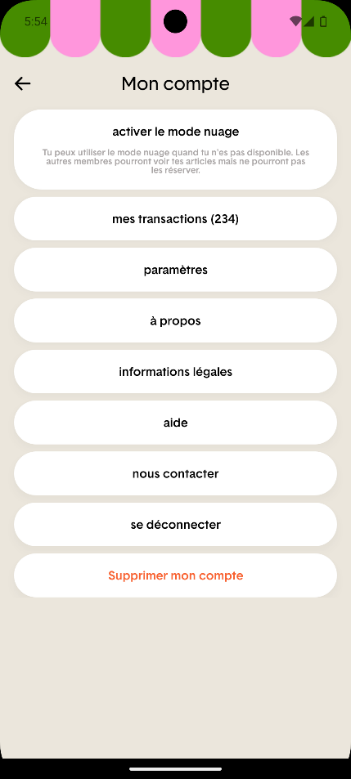 5:54
Mon compte
activer le mode nuage
Tu peux utiliser le mode nuage quand tu n'es pas disponible. Les
autres membres pourront voir tes articles mais ne pourront pas
les réserver.
mes transactions (234)
paramètres
à propos
informations légales
aide
nous contacter
se déconnecter
Supprimer mon compte